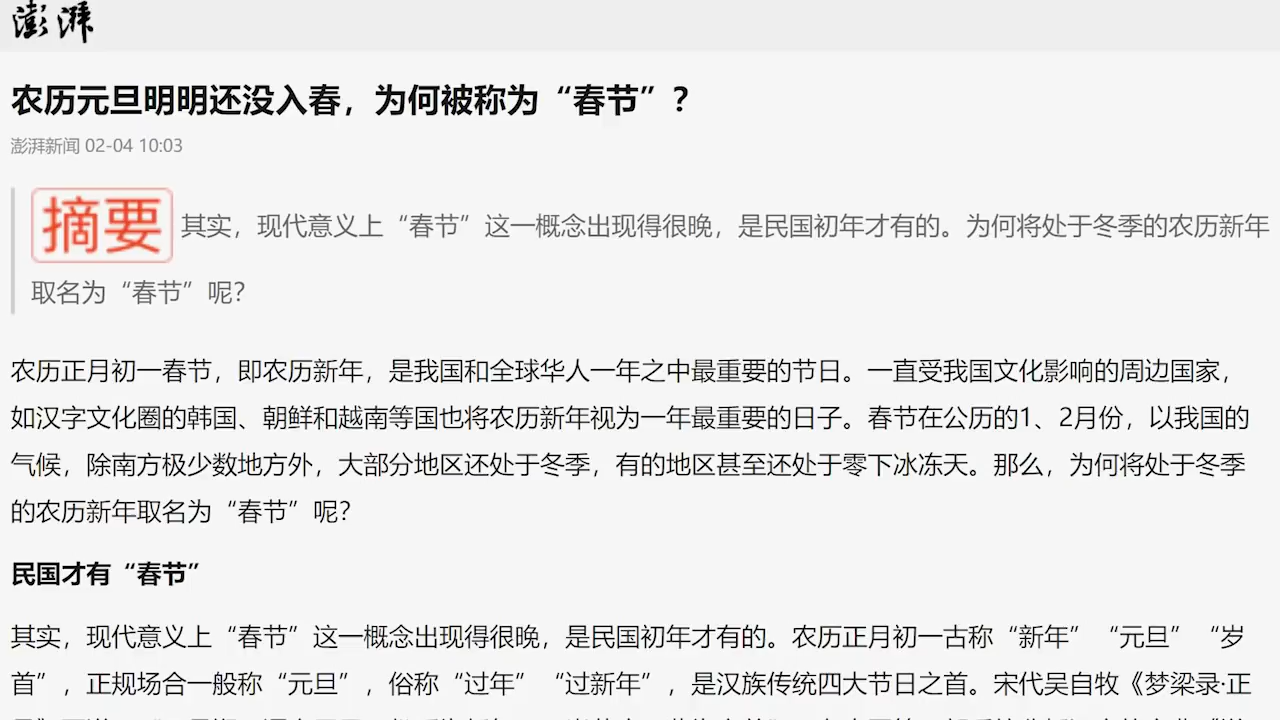 澎湃
农历元旦明明还没入春，为何被称为“春节”？
澎湃新闻 02-04 10:03
摘要 其实，现代意义上“春节”这一概念出现得很晚，是民国初年才有的。为何将处于冬季的农历新年
取名为“春节”呢？
农历正月初一春节，即农历新年，是我国和全球华人一年之中最重要的节日。一直受我国文化影响的周边国家，
如汉字文化圈的韩国、朝鲜和越南等国也将农历新年视为一年最重要的日子。春节在公历的1、2月份，以我国的
气候，除南方极少数地方外，大部分地区还处于冬季，有的地区甚至还处于零下冰冻天。那么，为何将处于冬季
的农历新年取名为“春节”呢？
民国才有“春节”
其实，现代意义上“春节”这一概念出现得很晚，是民国初年才有的。农历正月初一古称“新年”“元旦”“岁
首”，正规场合一般称“元旦”，俗称“过年”“过新年”，是汉族传统四大节日之首。宋代吴自牧《梦梁录·正